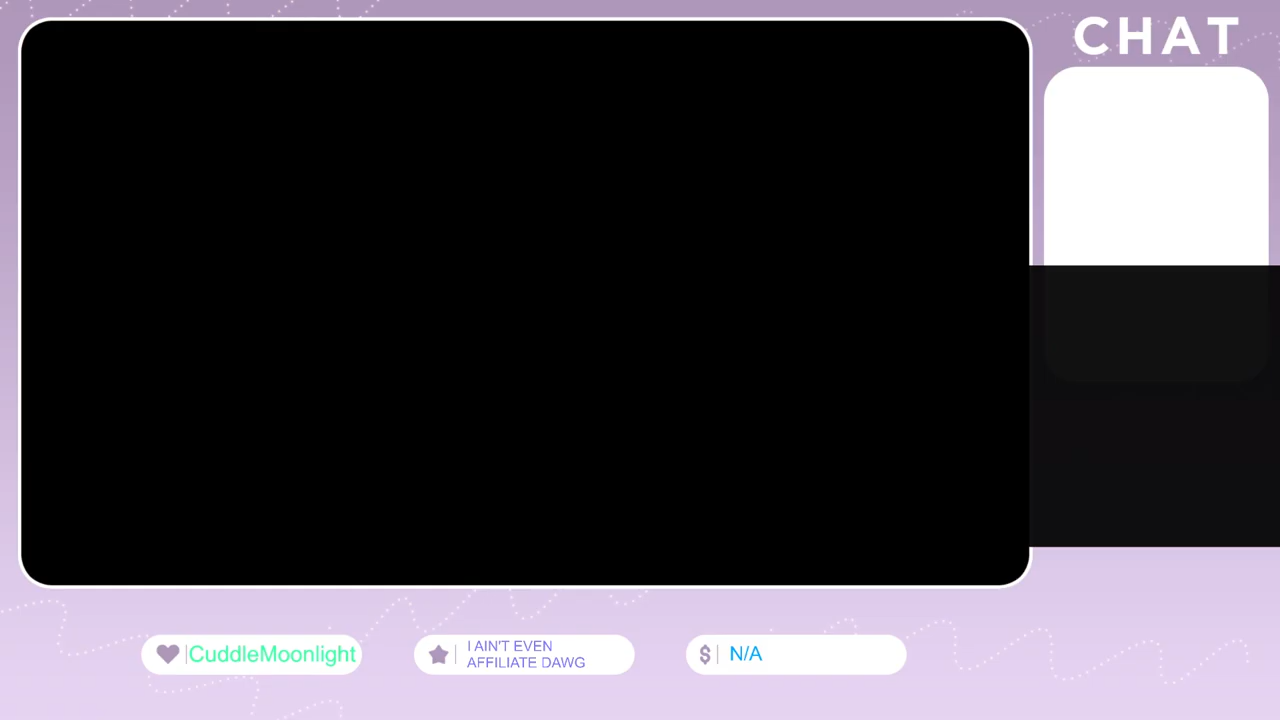 CHAT
CuddleMoonlight
I AIN'T EVEN
AFFILIATE DAWG
$
N/A